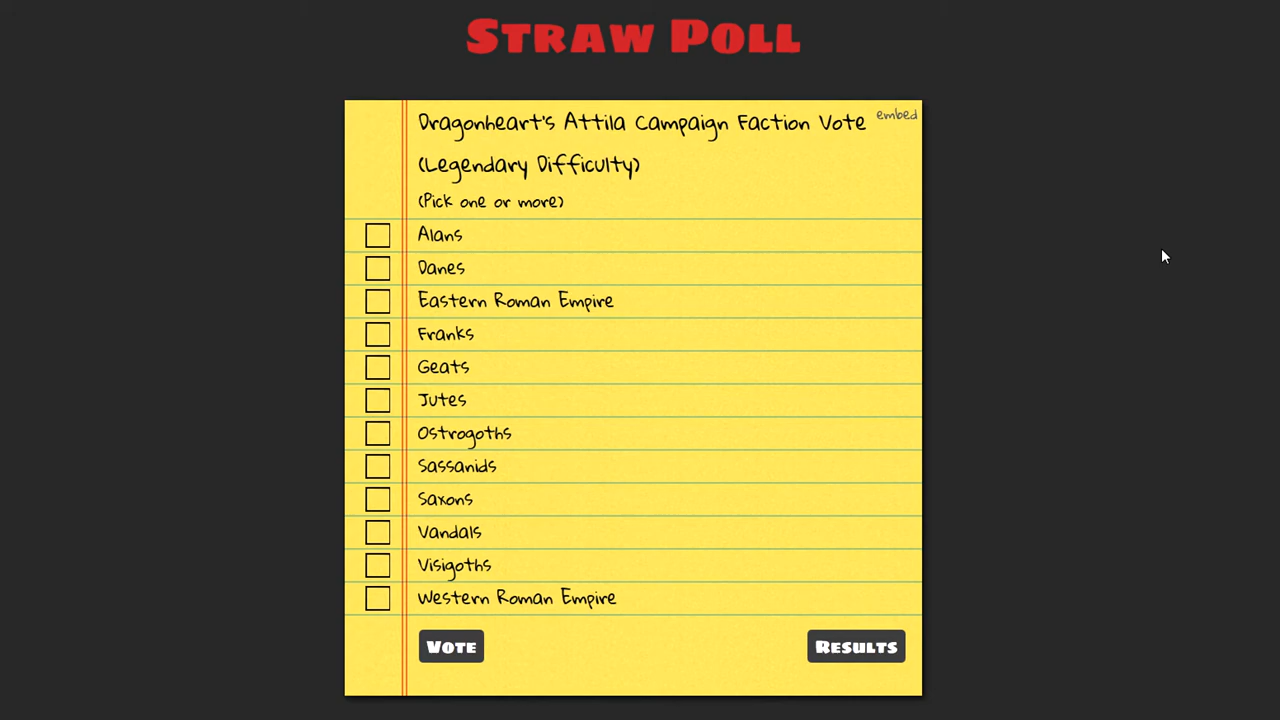 Straw Poll
Dragonheart's Attila Campaign Faction Vote
embed
(Legendary Difficulty)
(Pick one or more)
Alans
Danes
Eastern Roman Empire
Franks
Geats
Jutes
Ostrogoths
Sassanids
Saxons
Vandals
Visigoths
Western Roman Empire
Vote
Results